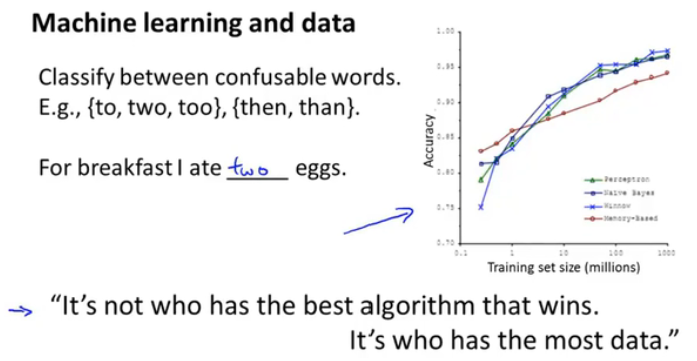 Machine learning and data
Classify between confusable words.
E.g., {to, two, too}, {then, than}.
For breakfast I ate two eggs.
→ "It's not who has the best algorithm that wins.
It's who has the most data."
1.00
0.95
0.90
0.85
0.80
0.75
0.70
Accuracy
0.1
1
10
100
1000
Training set size (millions)
Perceptron
Naive Bayes
Winnow
Memory-Based